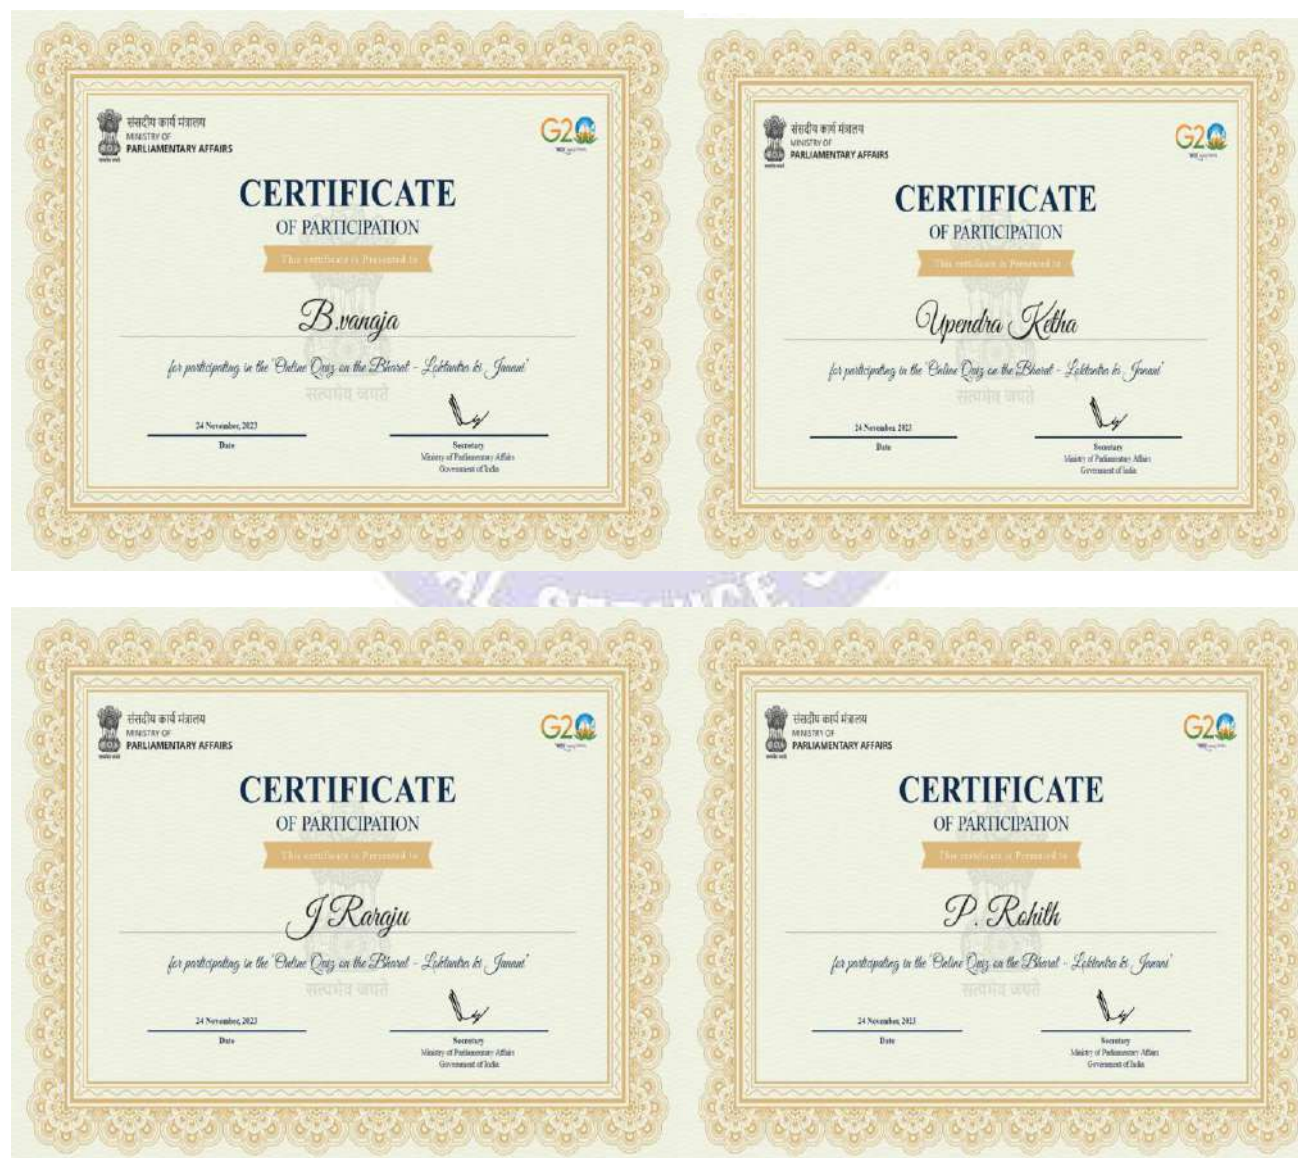 संसदीय कार्य मंत्रालय
MINISTRY OF
PARLIAMENTARY AFFAIRS
G20
CERTIFICATE
OF PARTICIPATION
This certificate is Presented to
B.vanaja
for participating in the 'Online Quiz on the Bharat - Loktantra ki Janani'
सत्यमेव जयते
24 November, 2023
Date
Secretary
Ministry of Parliamentary Affairs
Government of India
संसदीय कार्य मंत्रालय
MINISTRY OF
PARLIAMENTARY AFFAIRS
G20
CERTIFICATE
OF PARTICIPATION
This certificate is Presented to
Upendra Ketha
for participating in the 'Online Quiz on the Bharat - Loktantra ki Janani'
सत्यमेव जयते
24 November, 2023
Date
Secretary
Ministry of Parliamentary Affairs
Government of India
संसदीय कार्य मंत्रालय
MINISTRY OF
PARLIAMENTARY AFFAIRS
G20
CERTIFICATE
OF PARTICIPATION
This certificate is Presented to
J Raraju
for participating in the 'Online Quiz on the Bharat - Loktantra ki Janani'
सत्यमेव जयते
24 November, 2023
Date
Secretary
Ministry of Parliamentary Affairs
Government of India
संसदीय कार्य मंत्रालय
MINISTRY OF
PARLIAMENTARY AFFAIRS
G20
CERTIFICATE
OF PARTICIPATION
This certificate is Presented to
P. Rohith
for participating in the 'Online Quiz on the Bharat - Loktantra ki Janani'
सत्यमेव जयते
24 November, 2023
Date
Secretary
Ministry of Parliamentary Affairs
Government of India